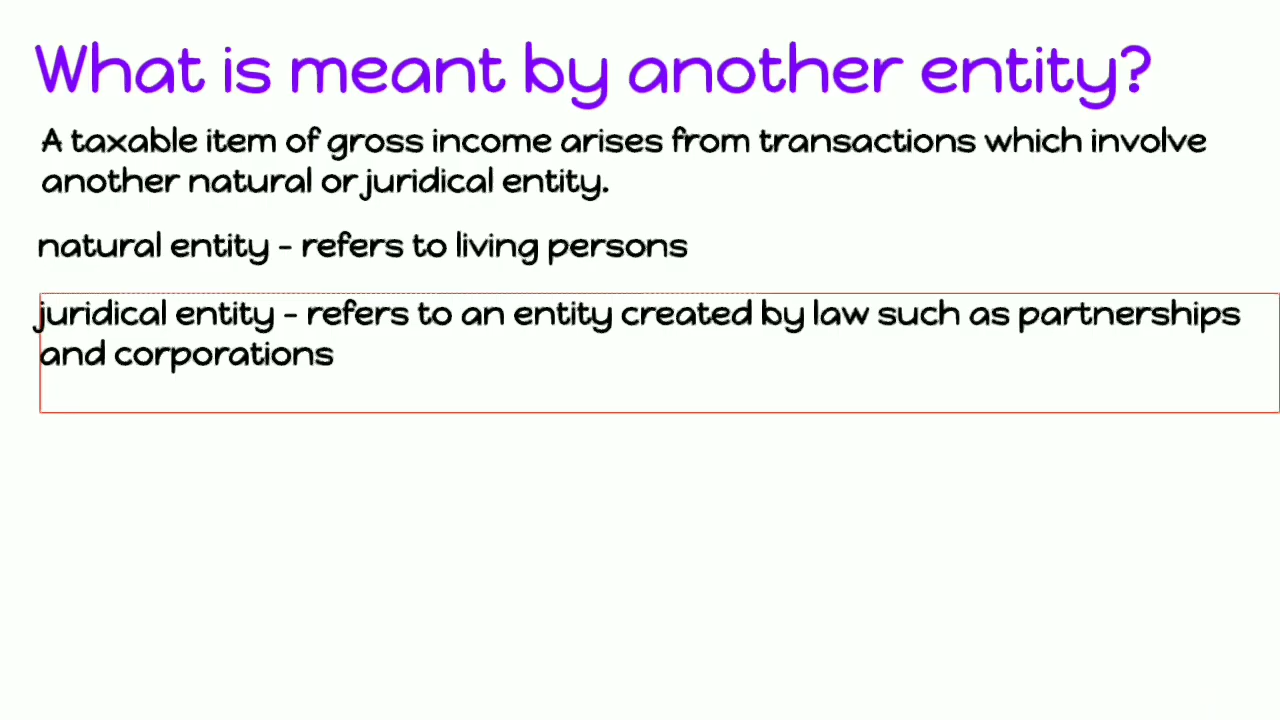 What is meant by another entity?
A taxable item of gross income arises from transactions which involve
another natural or juridical entity.
natural entity - refers to living persons
juridical entity - refers to an entity created by law such as partnerships
and corporations